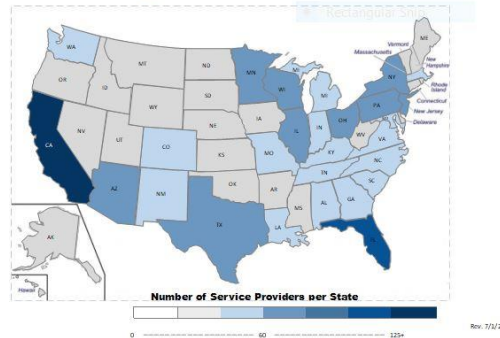 Rectangular Snip
WA
OR
CA
NV
ID
MT
WY
UT
AZ
CO
NM
ND
SD
NE
KS
OK
TX
MN
IA
MO
AR
LA
WI
IL
MI
MI
IN
OH
KY
TN
MS
AL
GA
FL
SC
NC
VA
WV
PA
NY
ME
Vermont
Massachusetts
New
Hampshire
Rhode
Island
Connecticut
New Jersey
Delaware
AK
Hawaii
Number of Service Providers per State
0 60 125+